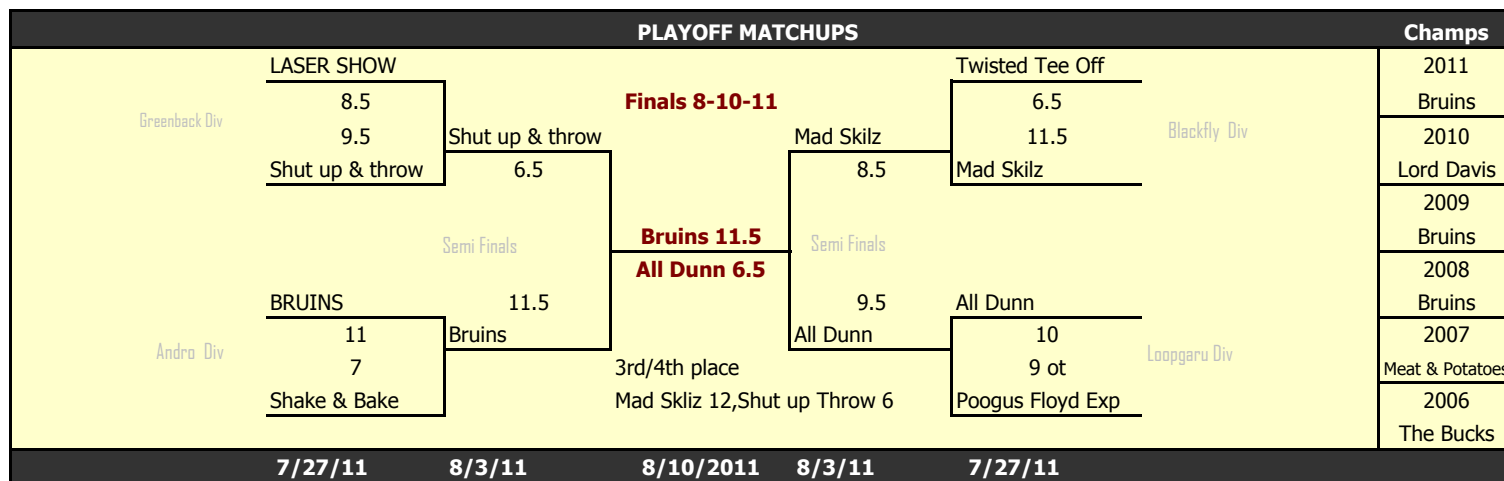 PLAYOFF MATCHUPS Champs
LASER SHOW Twisted Tee Off 2011
8.5 Finals 8-10-11 6.5 Bruins
Greenback Div Blackfly Div
9.5 Shut up & throw Mad Skilz 11.5 2010
Shut up & throw 6.5 8.5 Mad Skilz Lord Davis
2009
Semi Finals Bruins 11.5 Semi Finals Bruins
All Dunn 6.5 2008
BRUINS 11.5 9.5 All Dunn Bruins
11 Bruins All Dunn 10 2007
Andro Div Loopgaru Div
7 3rd/4th place 9 ot Meat & Potatoes
Shake & Bake Mad Skliz 12,Shut up Throw 6 Poogus Floyd Exp 2006
The Bucks
7/27/11 8/3/11 8/10/2011 8/3/11 7/27/11